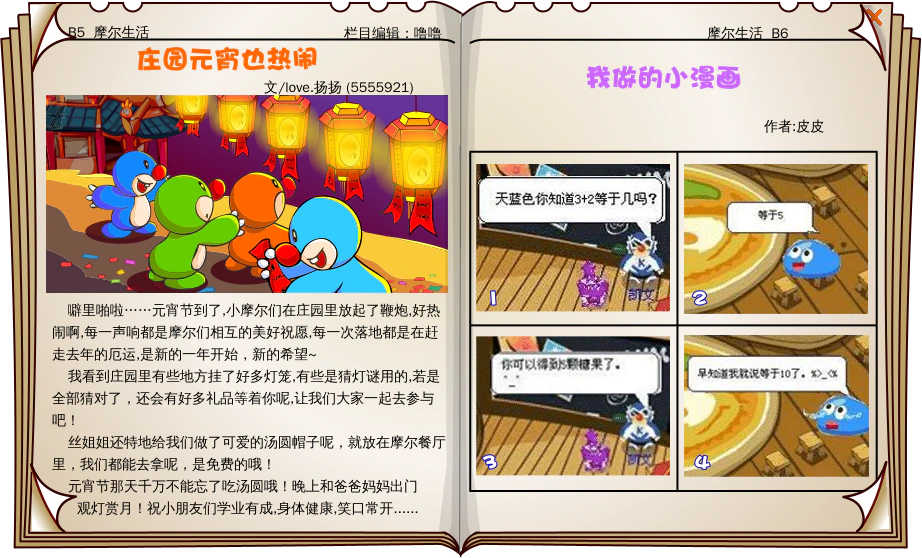 B5 摩尔生活
栏目编辑：噜噜
庄园元宵也热闹
文/love.扬扬 (5555921)
噼里啪啦……元宵节到了,小摩尔们在庄园里放起了鞭炮,好热
闹啊,每一声响都是摩尔们相互的美好祝愿,每一次落地都是在赶
走去年的厄运,是新的一年开始，新的希望~
我看到庄园里有些地方挂了好多灯笼,有些是猜灯谜用的,若是
全部猜对了，还会有好多礼品等着你呢,让我们大家一起去参与
吧！
丝姐姐还特地给我们做了可爱的汤圆帽子呢，就放在摩尔餐厅
里，我们都能去拿呢，是免费的哦！
元宵节那天千万不能忘了吃汤圆哦！晚上和爸爸妈妈出门
观灯赏月！祝小朋友们学业有成,身体健康,笑口常开......
摩尔生活 B6
我做的小漫画
作者:皮皮
天蓝色你知道3+2等于几吗?
凯文
1
等于5
2
你可以得到5颗糖果了。
^_^
凯文
3
早知道我就说等于10了。%>_<%
4